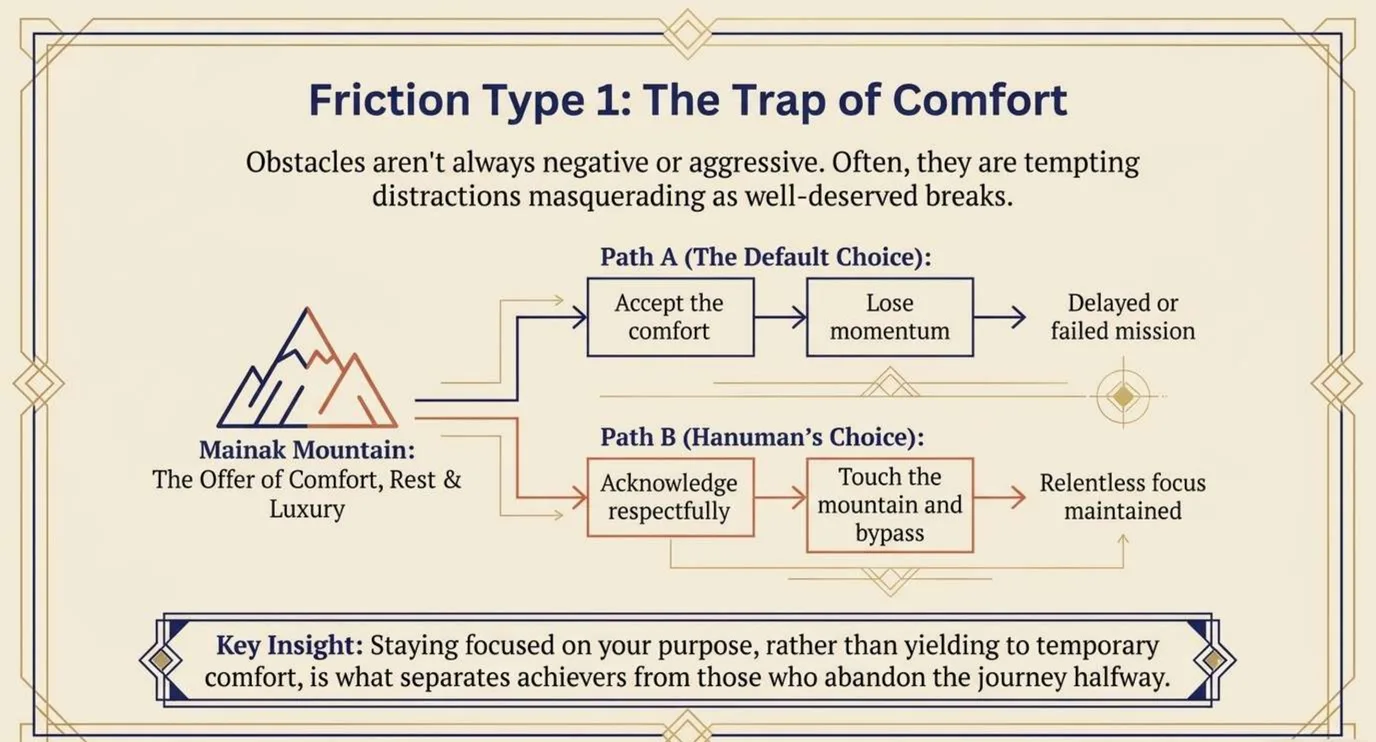 Friction Type 1: The Trap of Comfort
Obstacles aren't always negative or aggressive. Often, they are tempting
distractions masquerading as well-deserved breaks.
Mainak Mountain:
The Offer of Comfort, Rest &
Luxury
Path A (The Default Choice):
Accept the
comfort
Lose
momentum
Delayed or
failed mission
Path B (Hanuman’s Choice):
Acknowledge
respectfully
Touch the
mountain and
bypass
Relentless focus
maintained
Key Insight: Staying focused on your purpose, rather than yielding to temporary
comfort, is what separates achievers from those who abandon the journey halfway.